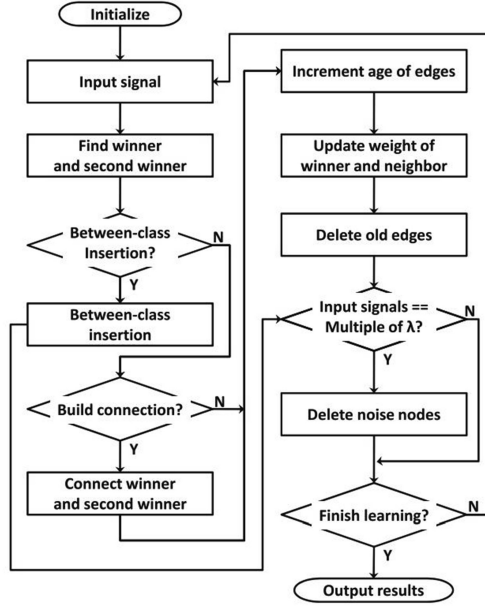 Initialize
Input signal
Find winner
and second winner
Between-class
Insertion?
N
Y
Between-class
insertion
Build connection?
N
Y
Connect winner
and second winner
Increment age of edges
Update weight of
winner and neighbor
Delete old edges
Input signals ==
Multiple of λ?
N
Y
Delete noise nodes
Finish learning?
N
Y
Output results